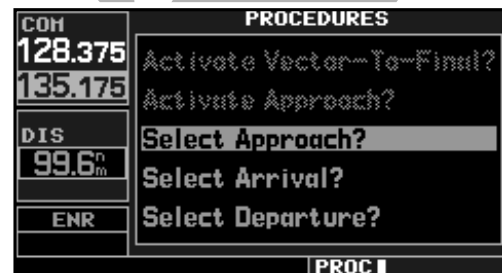 COM
128.375
135.175
DIS
99.6nm
ENR
PROCEDURES
Activate Vector-To-Final?
Activate Approach?
Select Approach?
Select Arrival?
Select Departure?
PROC